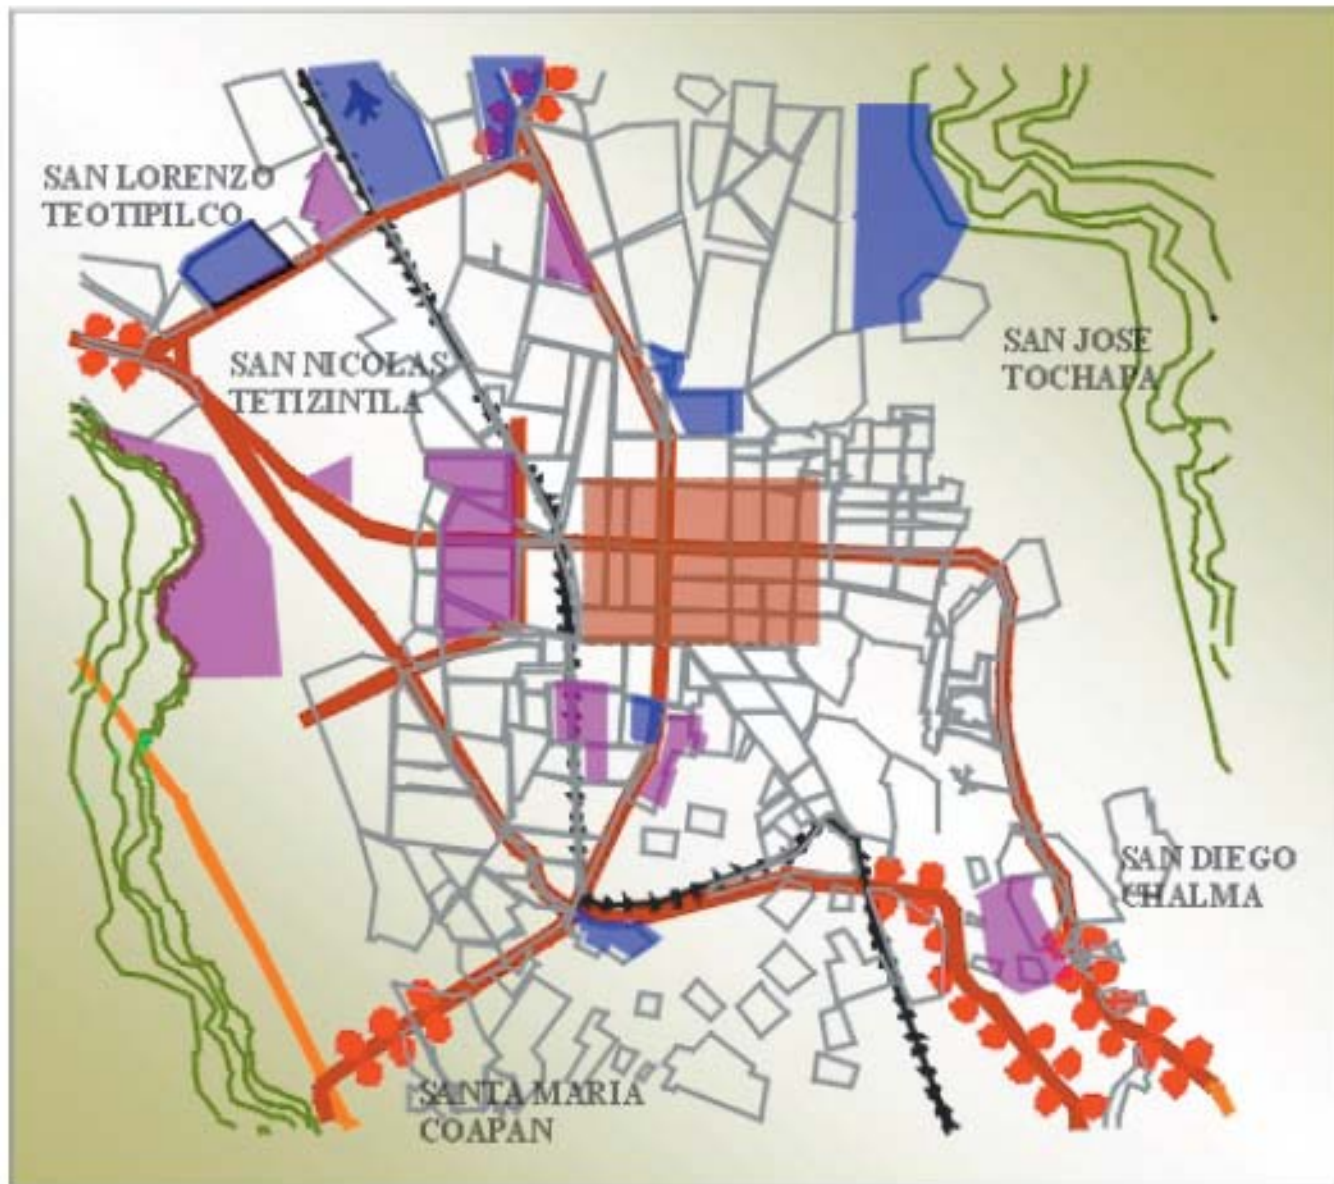 SAN LORENZO
TEOTIPILCO
SAN NICOLAS
TETIZINTLA
SAN JOSE
TOCHAPA
SAN DIEGO
CHALMA
SANTA MARIA
COAPAN